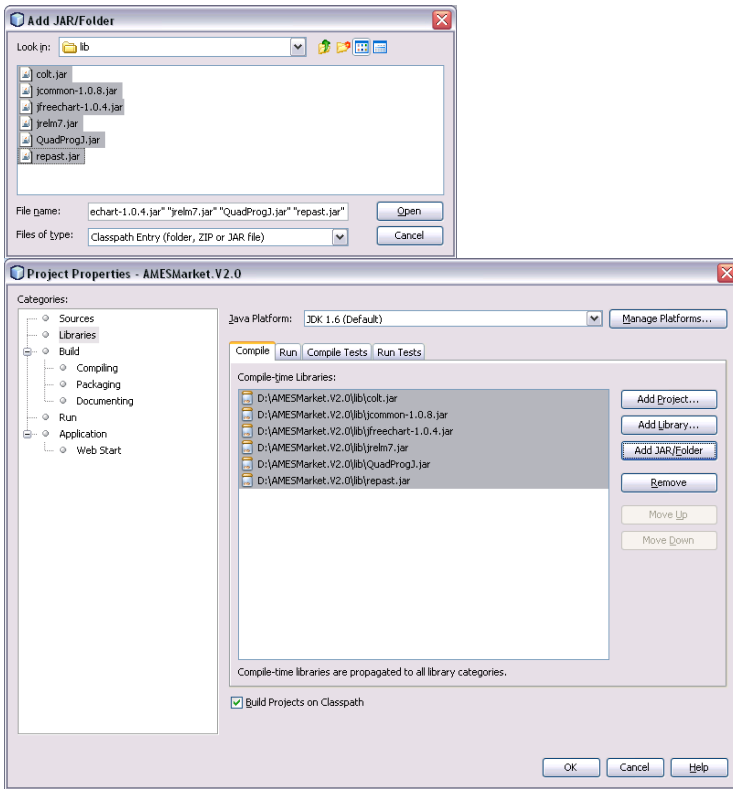 Add JAR/Folder
Look in: lib
colt.jar
jcommon-1.0.8.jar
jfreechart-1.0.4.jar
jrelm7.jar
QuadProgJ.jar
repast.jar
File name: echart-1.0.4.jar" "jrelm7.jar" "QuadProgJ.jar" "repast.jar" Open
Files of type: Classpath Entry (folder, ZIP or JAR file) Cancel
Project Properties - AMESMarket.V2.0
Categories:
Sources
Libraries
Build
Compiling
Packaging
Documenting
Run
Application
Web Start
Java Platform: JDK 1.6 (Default) Manage Platforms...
Compile Run Compile Tests Run Tests
Compile-time Libraries:
D:\AMESMarket.V2.0\lib\colt.jar
D:\AMESMarket.V2.0\lib\jcommon-1.0.8.jar
D:\AMESMarket.V2.0\lib\jfreechart-1.0.4.jar
D:\AMESMarket.V2.0\lib\jrelm7.jar
D:\AMESMarket.V2.0\lib\QuadProgJ.jar
D:\AMESMarket.V2.0\lib\repast.jar
Add Project...
Add Library...
Add JAR/Folder
Remove
Move Up
Move Down
Compile-time libraries are propagated to all library categories.
Build Projects on Classpath
OK Cancel Help